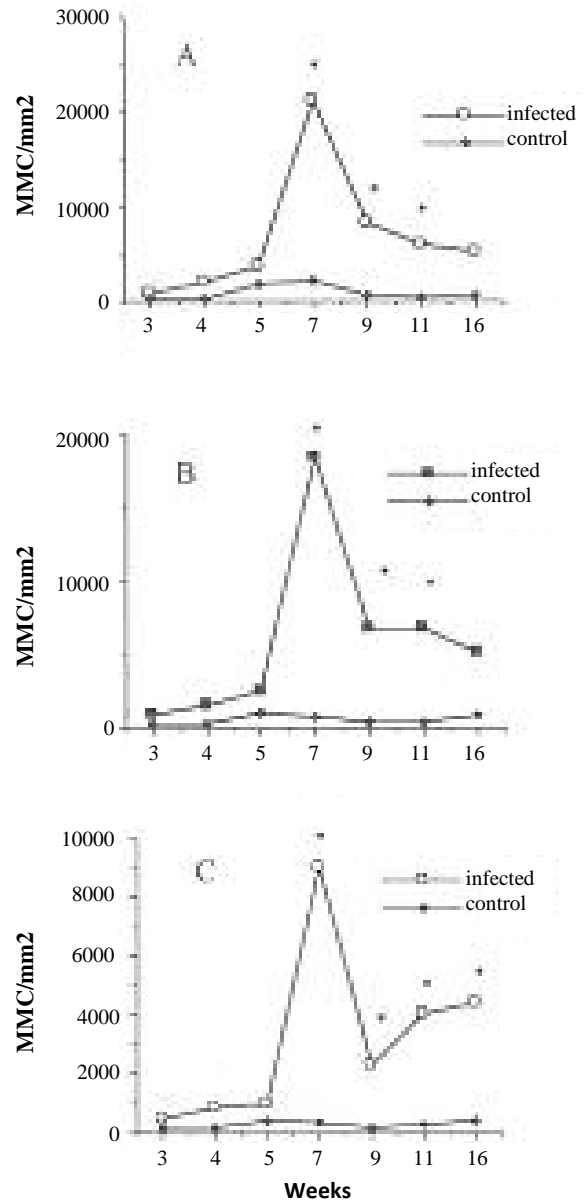 30000
A
20000
infected
control
10000
0
3 4 5 7 9 11 16
MMC/mm2
20000
B
infected
control
10000
0
3 4 5 7 9 11 16
MMC/mm2
10000
C
8000
infected
control
6000
4000
2000
0
3 4 5 7 9 11 16
MMC/mm2
Weeks